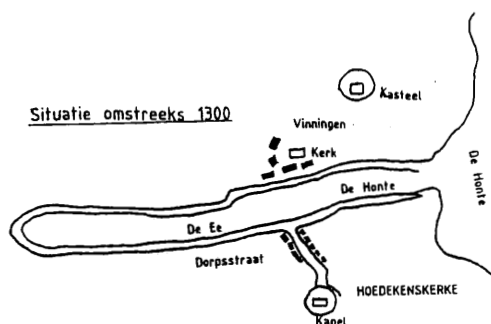 Kasteel
Situatie omstreeks 1300
Vinningen
Kerk
De Honte
De Honte
De Ee
Dorpsstraat
HOEDEKENSKERKE
Kapel